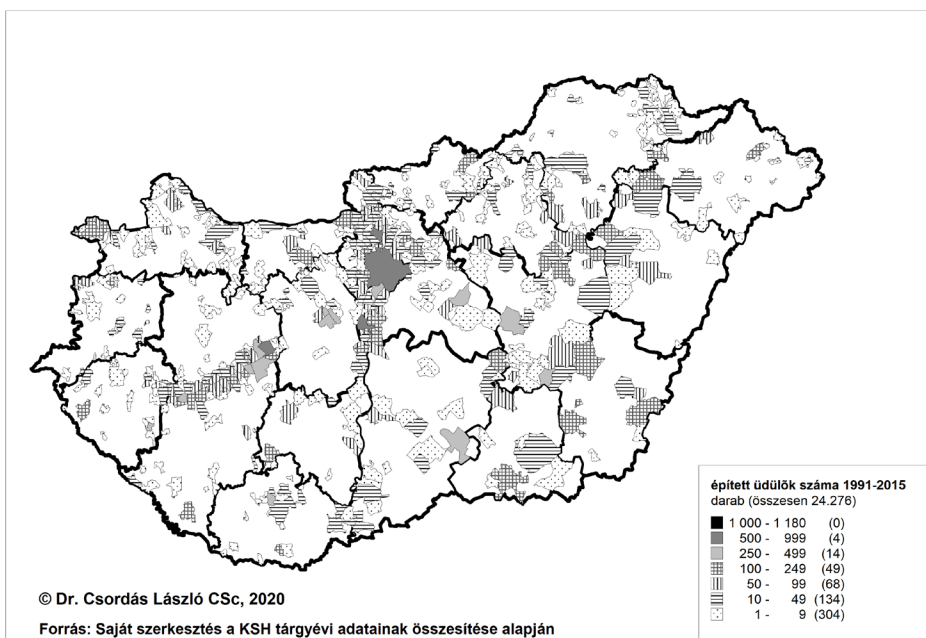 épített üdülők száma 1991-2015
darab (összesen 24.276)
1 000 - 1 180 (0)
500 - 999 (4)
250 - 499 (14)
100 - 249 (49)
50 - 99 (68)
10 - 49 (134)
1 - 9 (304)
© Dr. Csordás László CSc, 2020
Forrás: Saját szerkesztés a KSH tárgyévi adatainak összesítése alapján